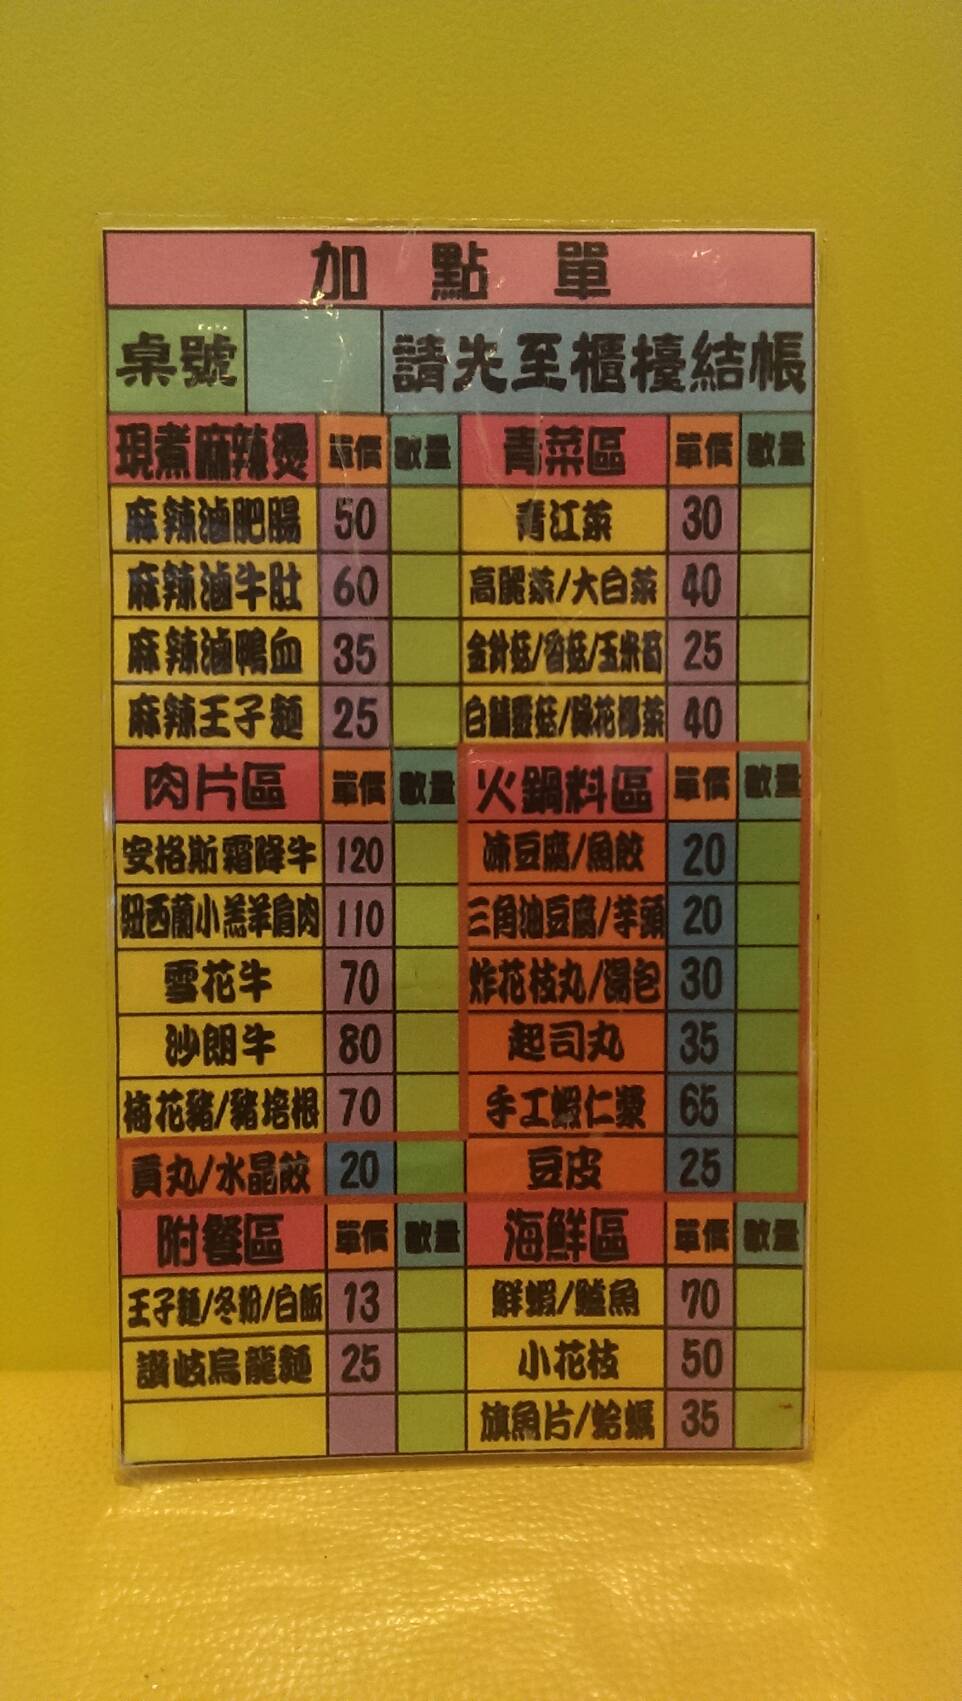 加點單
桌號 請先至櫃檯結帳
現煮麻辣燙 單價 數量 青菜區 單價 數量
麻辣滷肥腸 50 青江菜 30
麻辣滷牛肚 60 高麗菜/大白菜 40
麻辣滷鴨血 35 金針菇/香菇/玉米筍 25
麻辣王子麵 25 白精靈菇/綠花椰菜 40
肉片區 單價 數量 火鍋料區 單價 數量
安格斯霜降牛 120 凍豆腐/魚餃 20
紐西蘭小羔羊肩肉 110 三角油豆腐/芋頭 20
雪花牛 70 炸花枝丸/湯包 30
沙朗牛 80 起司丸 35
梅花豬/豬培根 70 手工蝦仁漿 65
貢丸/水晶餃 20 豆皮 25
附餐區 單價 數量 海鮮區 單價 數量
王子麵/冬粉/白飯 13 鮮蝦/鱸魚 70
讚岐烏龍麵 25 小花枝 50
旗魚片/蛤蠣 35